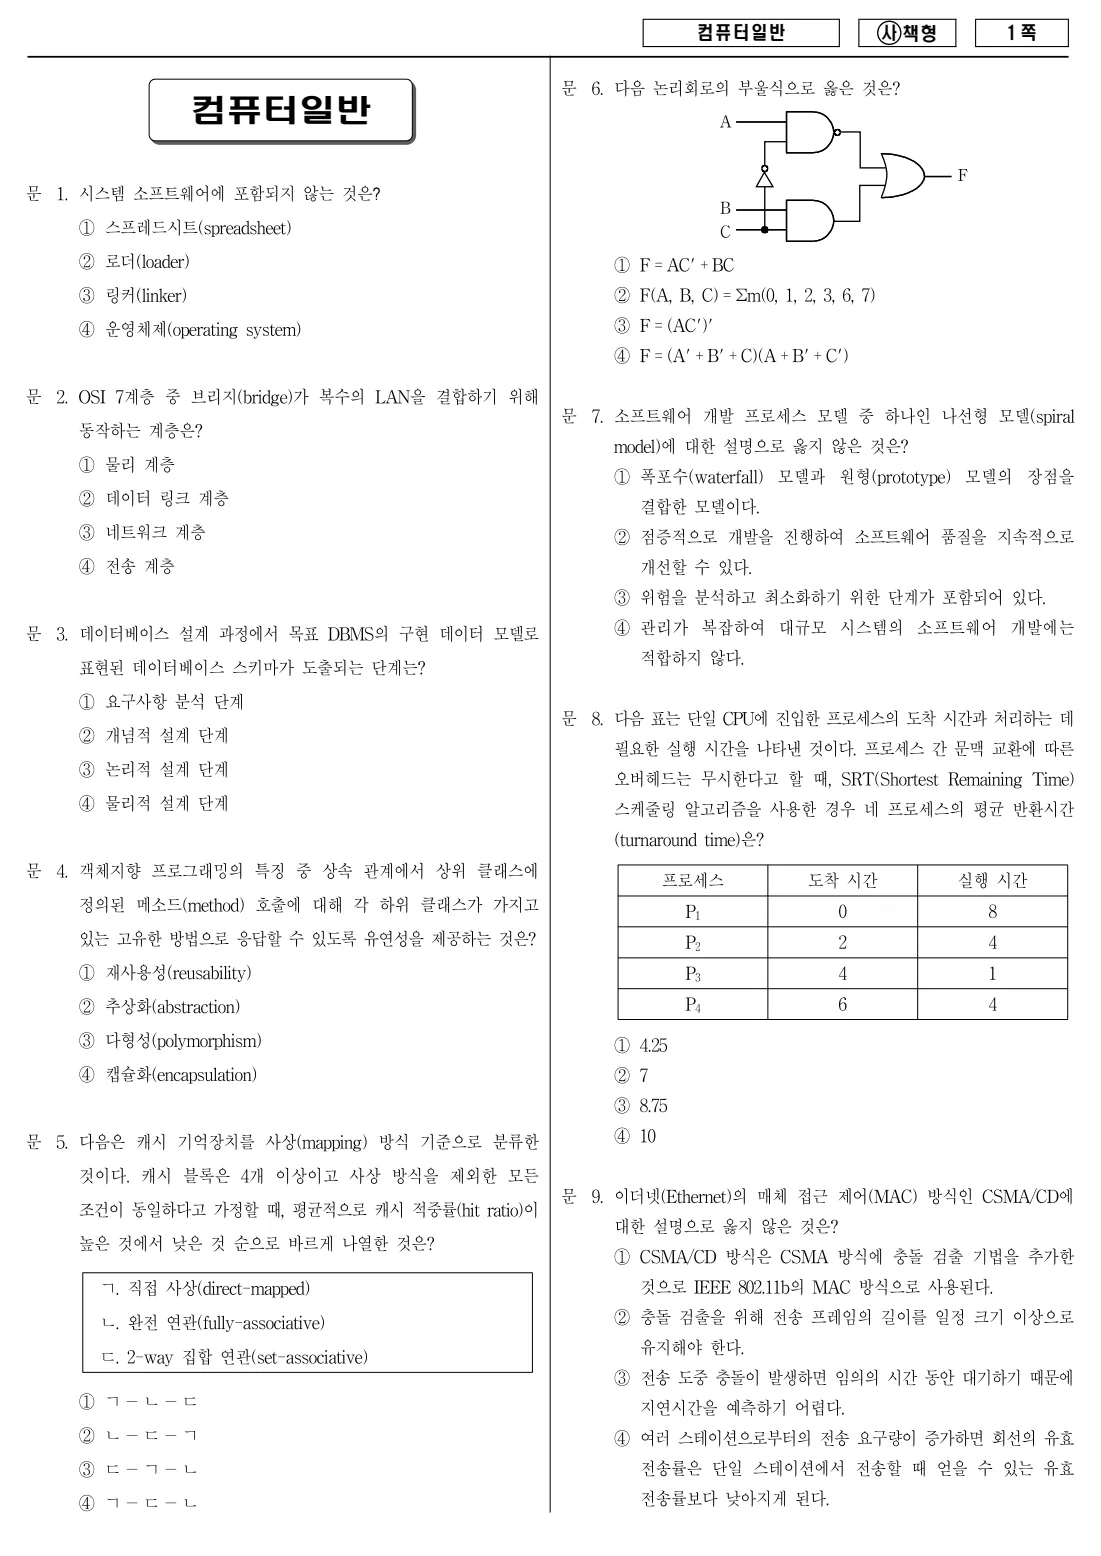 컴퓨터일반
㉴책형
1쪽
컴퓨터일반
문 1. 시스템 소프트웨어에 포함되지 않는 것은?
① 스프레드시트(spreadsheet)
② 로더(loader)
③ 링커(linker)
④ 운영체제(operating system)
문 2. OSI 7계층 중 브리지(bridge)가 복수의 LAN을 결합하기 위해
동작하는 계층은?
① 물리 계층
② 데이터 링크 계층
③ 네트워크 계층
④ 전송 계층
문 3. 데이터베이스 설계 과정에서 목표 DBMS의 구현 데이터 모델로
표현된 데이터베이스 스키마가 도출되는 단계는?
① 요구사항 분석 단계
② 개념적 설계 단계
③ 논리적 설계 단계
④ 물리적 설계 단계
문 4. 객체지향 프로그래밍의 특징 중 상속 관계에서 상위 클래스에
정의된 메소드(method) 호출에 대해 각 하위 클래스가 가지고
있는 고유한 방법으로 응답할 수 있도록 유연성을 제공하는 것은?
① 재사용성(reusability)
② 추상화(abstraction)
③ 다형성(polymorphism)
④ 캡슐화(encapsulation)
문 5. 다음은 캐시 기억장치를 사상(mapping) 방식 기준으로 분류한
것이다. 캐시 블록은 4개 이상이고 사상 방식을 제외한 모든
조건이 동일하다고 가정할 때, 평균적으로 캐시 적중률(hit ratio)이
높은 것에서 낮은 것 순으로 바르게 나열한 것은?
ㄱ. 직접 사상(direct-mapped)
ㄴ. 완전 연관(fully-associative)
ㄷ. 2-way 집합 연관(set-associative)
① ㄱ-ㄴ-ㄷ
② ㄴ-ㄷ-ㄱ
③ ㄷ-ㄱ-ㄴ
④ ㄱ-ㄷ-ㄴ
문 6. 다음 논리회로의 부울식으로 옳은 것은?
A
B
C
F
① F = AC′ + BC
② F(A, B, C) = Σm(0, 1, 2, 3, 6, 7)
③ F = (AC′)′
④ F = (A′ + B′ + C)(A + B′ + C′)
문 7. 소프트웨어 개발 프로세스 모델 중 하나인 나선형 모델(spiral
model)에 대한 설명으로 옳지 않은 것은?
① 폭포수(waterfall) 모델과 원형(prototype) 모델의 장점을
결합한 모델이다.
② 점증적으로 개발을 진행하여 소프트웨어 품질을 지속적으로
개선할 수 있다.
③ 위험을 분석하고 최소화하기 위한 단계가 포함되어 있다.
④ 관리가 복잡하여 대규모 시스템의 소프트웨어 개발에는
적합하지 않다.
문 8. 다음 표는 단일 CPU에 진입한 프로세스의 도착 시간과 처리하는 데
필요한 실행 시간을 나타낸 것이다. 프로세스 간 문맥 교환에 따른
오버헤드는 무시한다고 할 때, SRT(Shortest Remaining Time)
스케줄링 알고리즘을 사용한 경우 네 프로세스의 평균 반환시간
(turnaround time)은?
프로세스 도착 시간 실행 시간
P₁ 0 8
P₂ 2 4
P₃ 4 1
P₄ 6 4
① 4.25
② 7
③ 8.75
④ 10
문 9. 이더넷(Ethernet)의 매체 접근 제어(MAC) 방식인 CSMA/CD에
대한 설명으로 옳지 않은 것은?
① CSMA/CD 방식은 CSMA 방식에 충돌 검출 기법을 추가한
것으로 IEEE 802.11b의 MAC 방식으로 사용된다.
② 충돌 검출을 위해 전송 프레임의 길이를 일정 크기 이상으로
유지해야 한다.
③ 전송 도중 충돌이 발생하면 임의의 시간 동안 대기하기 때문에
지연시간을 예측하기 어렵다.
④ 여러 스테이션으로부터의 전송 요구량이 증가하면 회선의 유효
전송률은 단일 스테이션에서 전송할 때 얻을 수 있는 유효
전송률보다 낮아지게 된다.